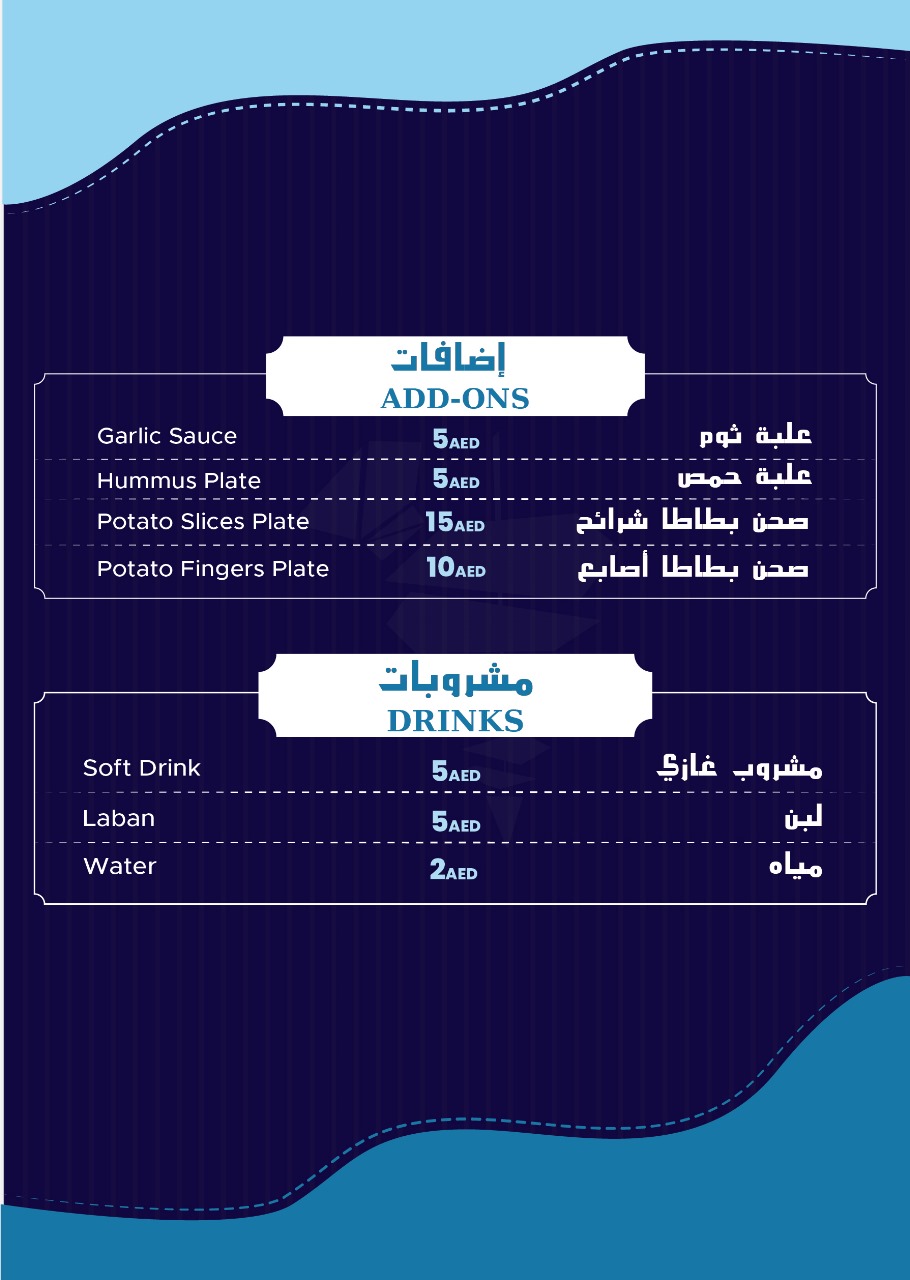 إضافات
ADD-ONS
Garlic Sauce 5AED علبة ثوم
Hummus Plate 5AED علبة حمص
Potato Slices Plate 15AED صحن بطاطا شرائح
Potato Fingers Plate 10AED صحن بطاطا أصابع
مشروبات
DRINKS
Soft Drink 5AED مشروب غازي
Laban 5AED لبن
Water 2AED مياه